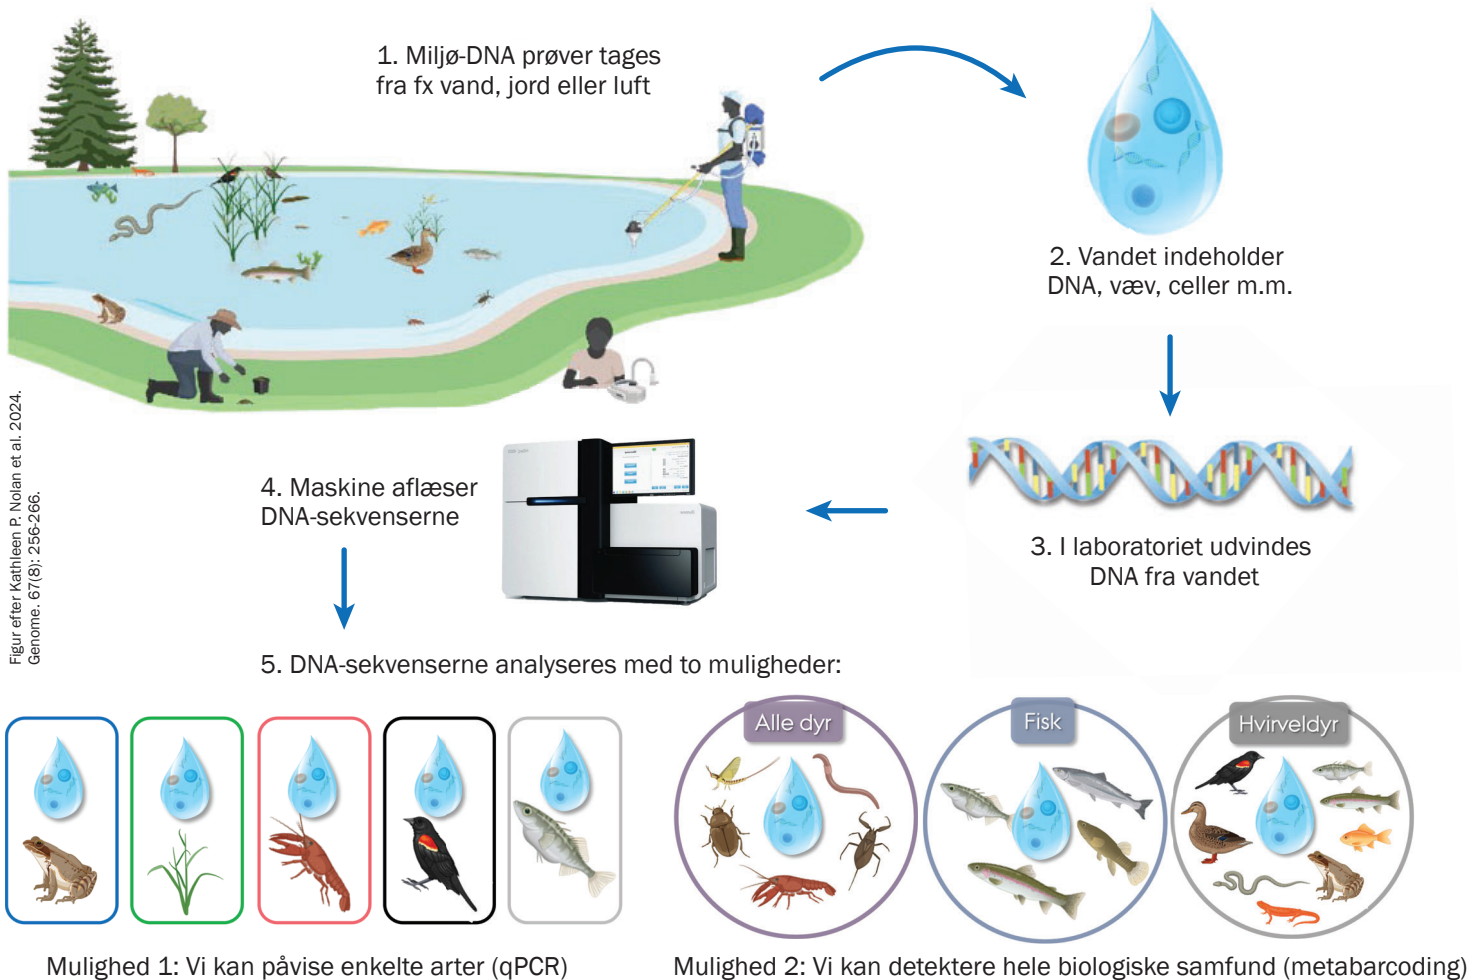 1. Miljø-DNA prøver tages
fra fx vand, jord eller luft
2. Vandet indeholder
DNA, væv, celler m.m.
3. I laboratoriet udvindes
DNA fra vandet
4. Maskine aflæser
DNA-sekvenserne
5. DNA-sekvenserne analyseres med to muligheder:
Alle dyr
Fisk
Hvirveldyr
Mulighed 1: Vi kan påvise enkelte arter (qPCR)
Mulighed 2: Vi kan detektere hele biologiske samfund (metabarcoding)
Figur efter Kathleen P. Nolan et al. 2024.
Genome. 67(8): 256-266.